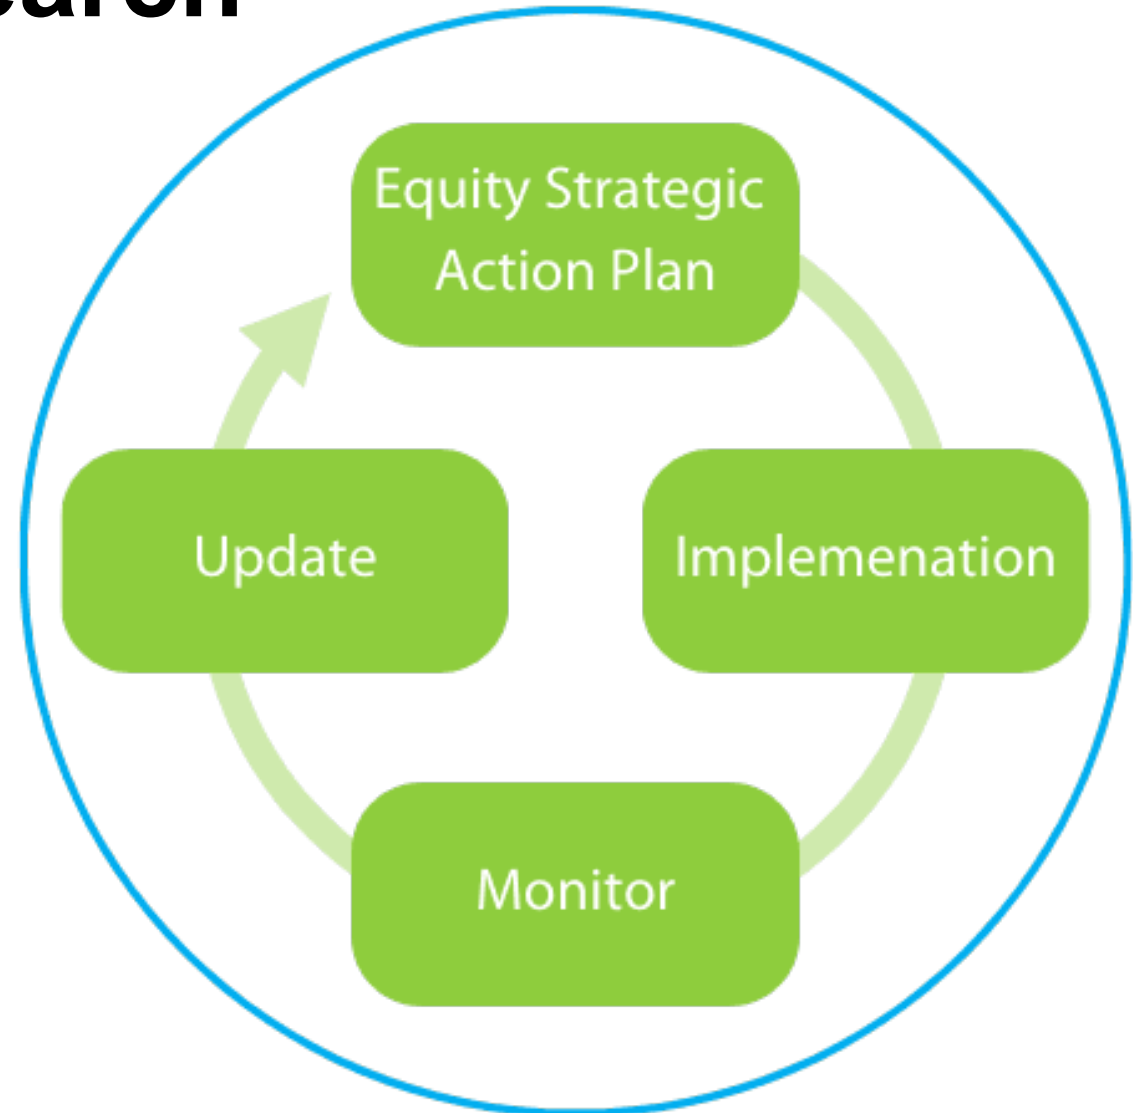 Equity Strategic
Action Plan
Update
Implemenation
Monitor